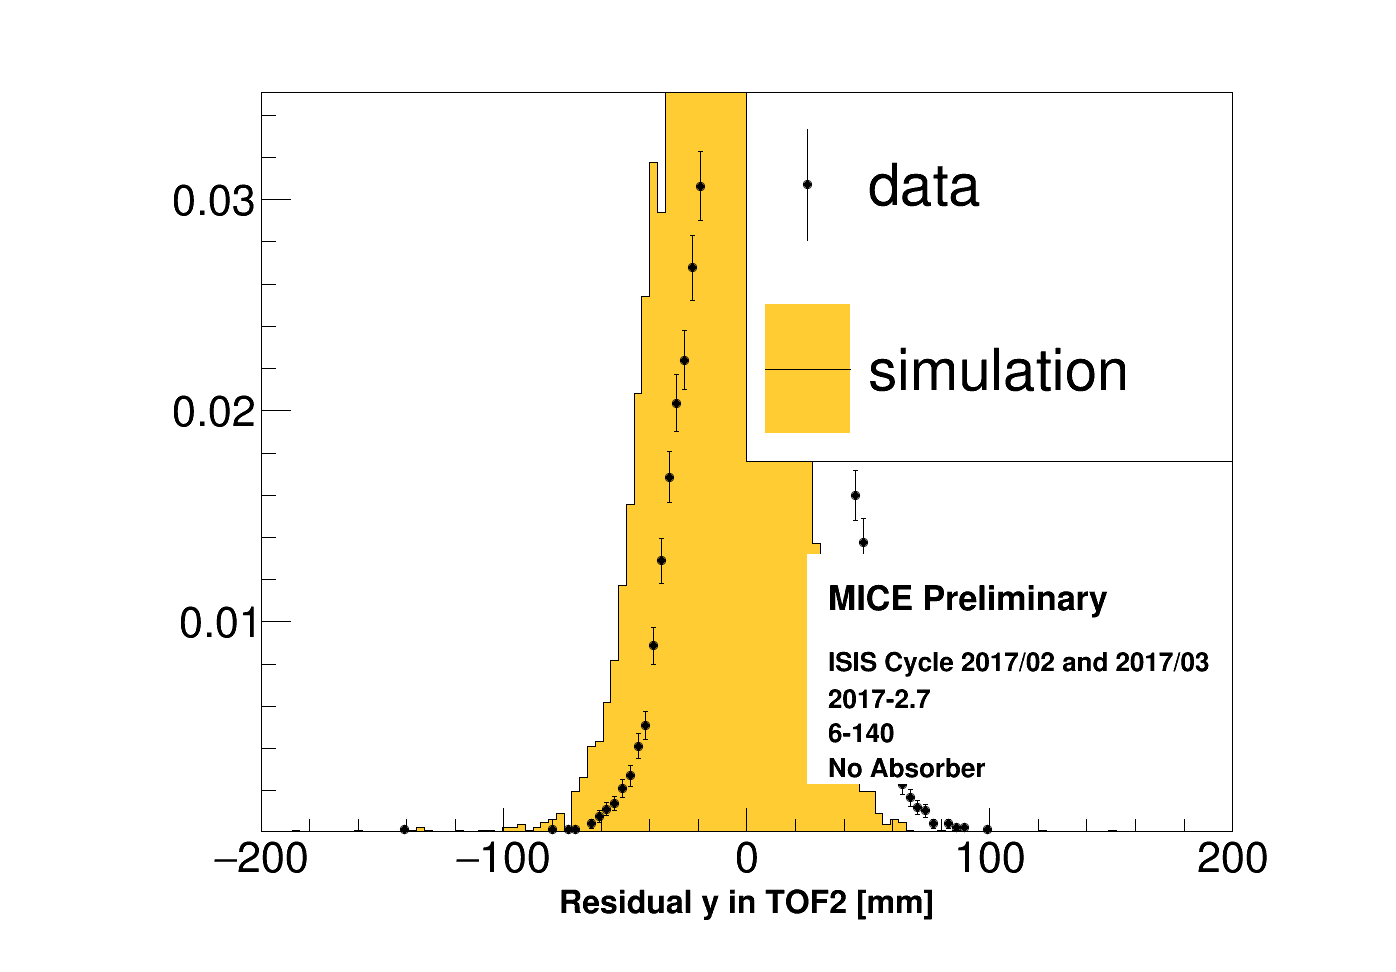 0.03
0.02
0.01
−200
−100
0
100
200
Residual y in TOF2 [mm]
data
simulation
MICE Preliminary
ISIS Cycle 2017/02 and 2017/03
2017-2.7
6-140
No Absorber